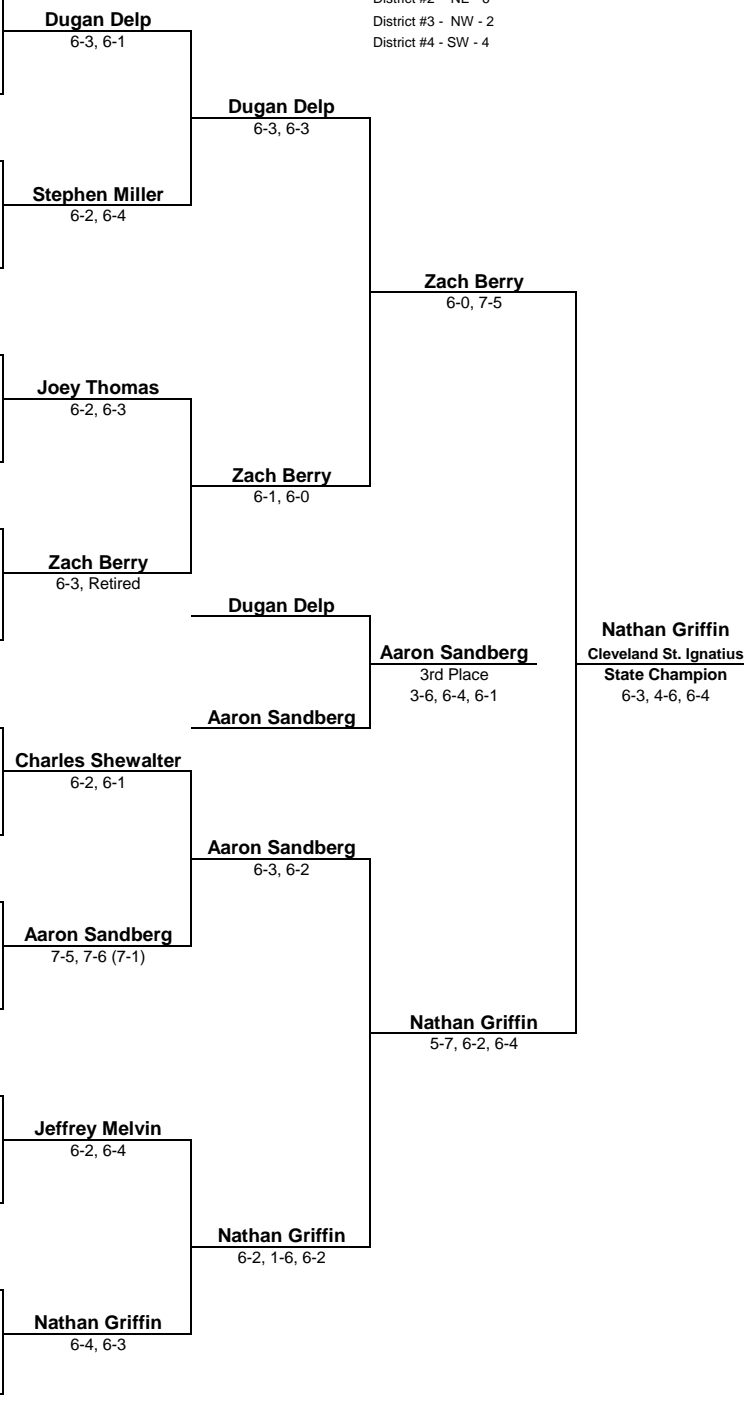 District #2 - NE - 6
District #3 - NW - 2
District #4 - SW - 4
Dugan Delp
6-3, 6-1
Dugan Delp
6-3, 6-3
Stephen Miller
6-2, 6-4
Zach Berry
6-0, 7-5
Joey Thomas
6-2, 6-3
Zach Berry
6-1, 6-0
Zach Berry
6-3, Retired
Dugan Delp
Aaron Sandberg
3rd Place
3-6, 6-4, 6-1
Aaron Sandberg
Nathan Griffin
Cleveland St. Ignatius
State Champion
6-3, 4-6, 6-4
Charles Shewalter
6-2, 6-1
Aaron Sandberg
6-3, 6-2
Aaron Sandberg
7-5, 7-6 (7-1)
Nathan Griffin
5-7, 6-2, 6-4
Jeffrey Melvin
6-2, 6-4
Nathan Griffin
6-2, 1-6, 6-2
Nathan Griffin
6-4, 6-3